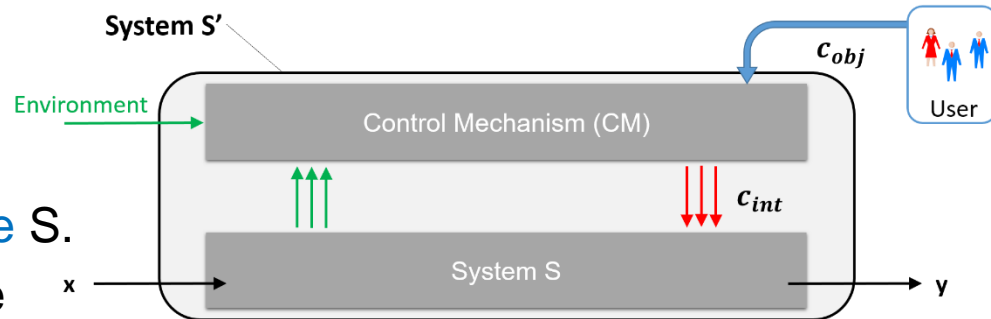 System S’
c_obj
User
Environment
Control Mechanism (CM)
c_int
e S.
System S
x
e
y